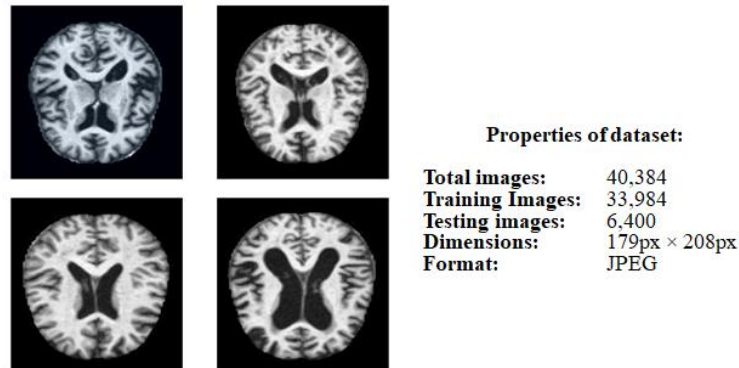 Properties of dataset:
Total images: 40,384
Training Images: 33,984
Testing images: 6,400
Dimensions: 179px × 208px
Format: JPEG